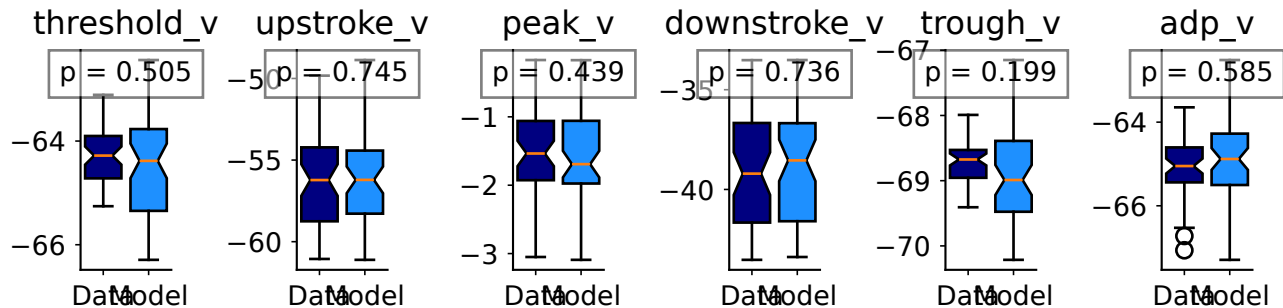 threshold_v
p = 0.505
−64
−66
Data
Model
upstroke_v
p = 0.745
−50
−55
−60
Data
Model
peak_v
p = 0.439
−1
−2
−3
Data
Model
downstroke_v
p = 0.736
−35
−40
Data
Model
trough_v
p = 0.199
−67
−68
−69
−70
Data
Model
adp_v
p = 0.585
−64
−66
Data
Model